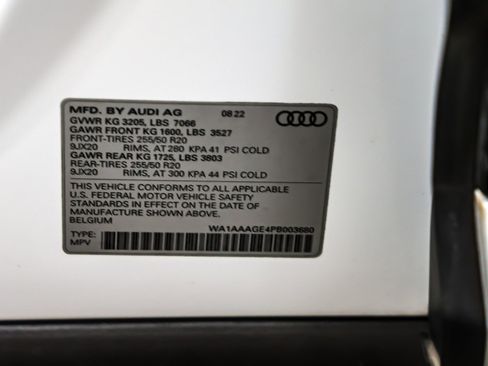 MFD. BY AUDI AG 08 22
GVWR KG 3205, LBS 7066
GAWR FRONT KG 1600, LBS 3527
FRONT-TIRES 255/50 R20
9JX20 RIMS, AT 280 KPA 41 PSI COLD
GAWR REAR KG 1725, LBS 3803
REAR-TIRES 255/50 R20
9JX20 RIMS, AT 300 KPA 44 PSI COLD
THIS VEHICLE CONFORMS TO ALL APPLICABLE
U.S. FEDERAL MOTOR VEHICLE SAFETY
STANDARDS IN EFFECT ON THE DATE OF
MANUFACTURE SHOWN ABOVE.
BELGIUM
WA1AAAGE4PB003680
TYPE:
MPV